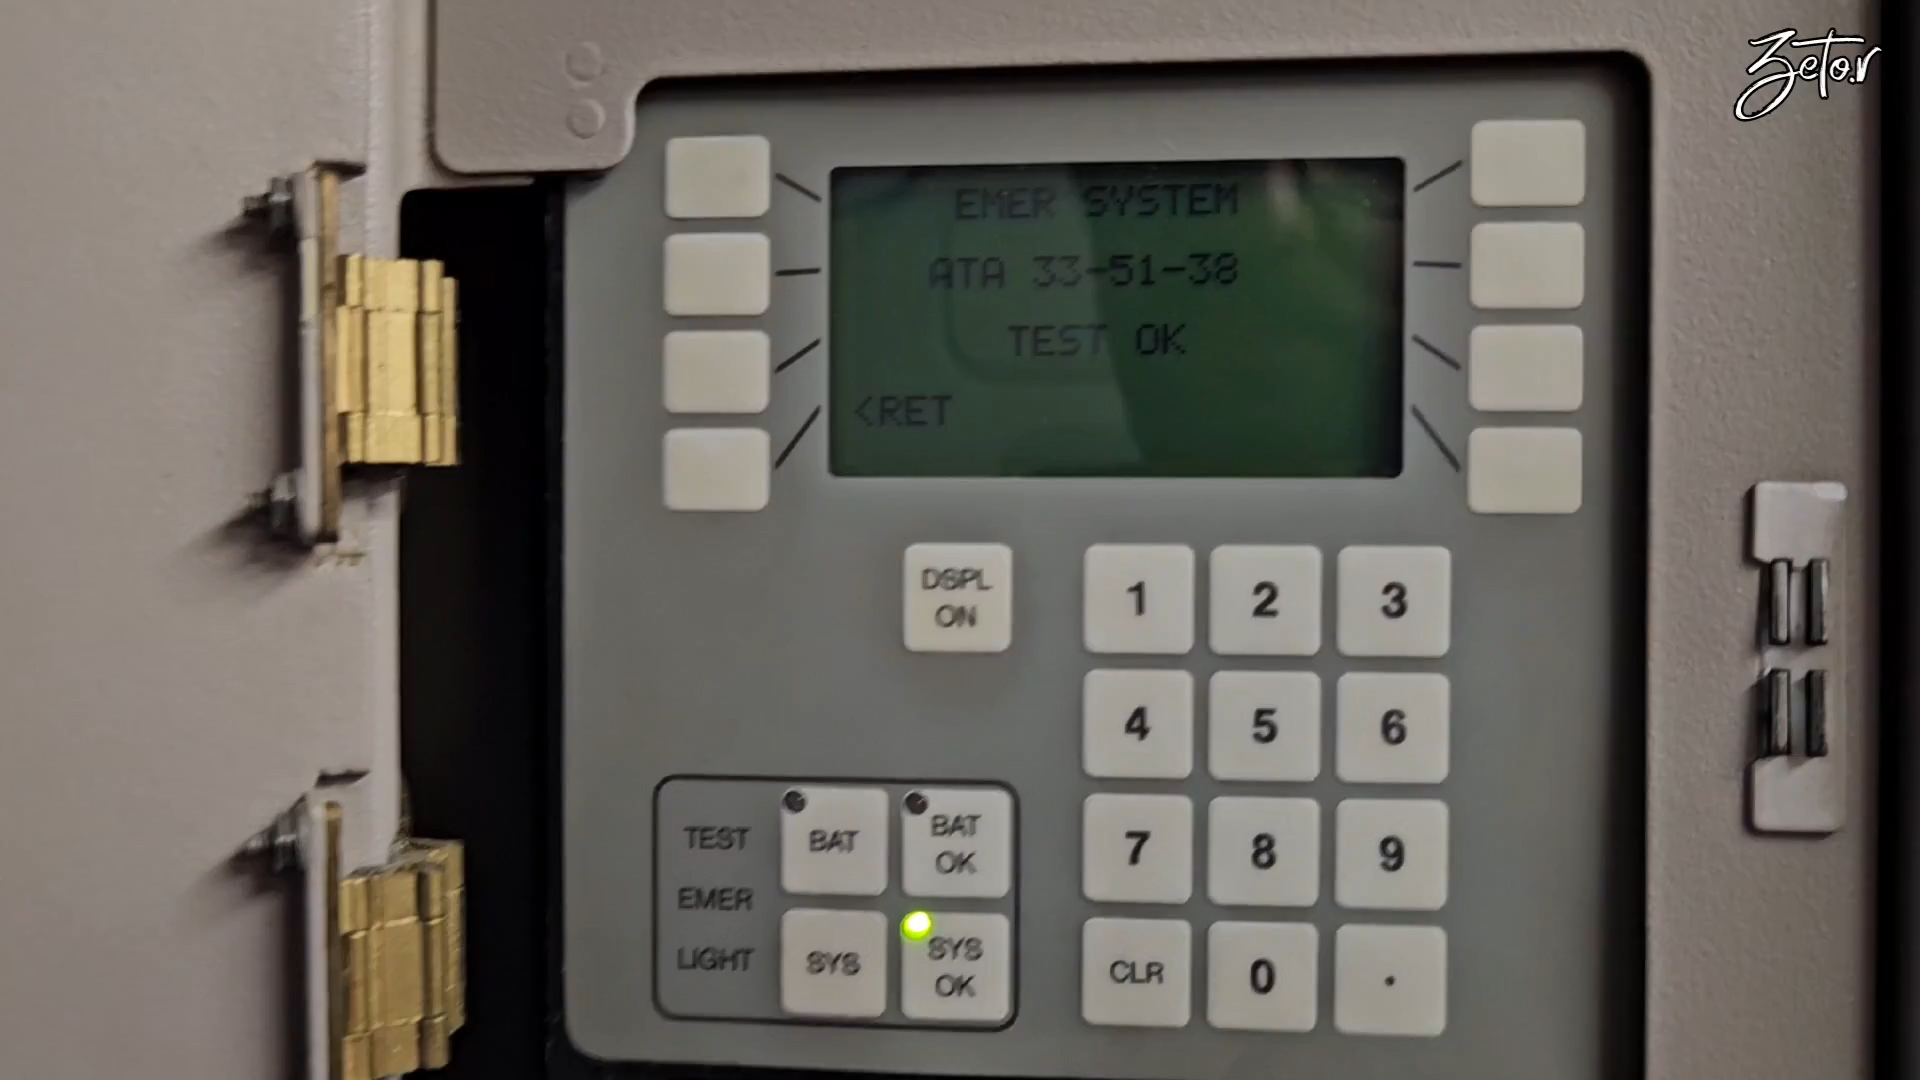 Zeto.r
EMER SYSTEM
ATA 33-51-38
TEST OK
<RET
DSPL
ON
1
2
3
4
5
6
7
8
9
CLR
0
.
TEST
EMER
LIGHT
BAT
BAT
OK
SYS
SYS
OK